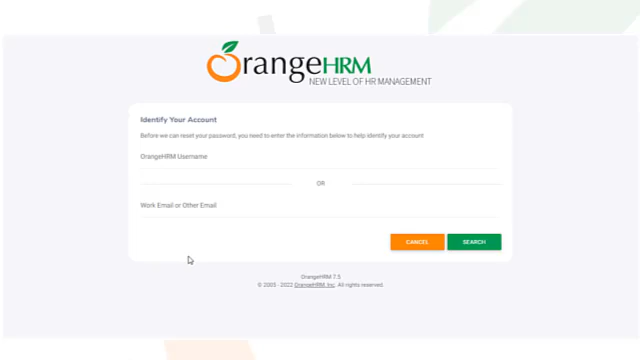 OrangeHRM
NEW LEVEL OF HR MANAGEMENT
Identify Your Account
Before we can reset your password, you need to enter the information below to help identify your account
OrangeHRM Username
OR
Work Email or Other Email
CANCEL SEARCH
OrangeHRM 7.5
© 2005 - 2022 OrangeHRM, Inc. All rights reserved.